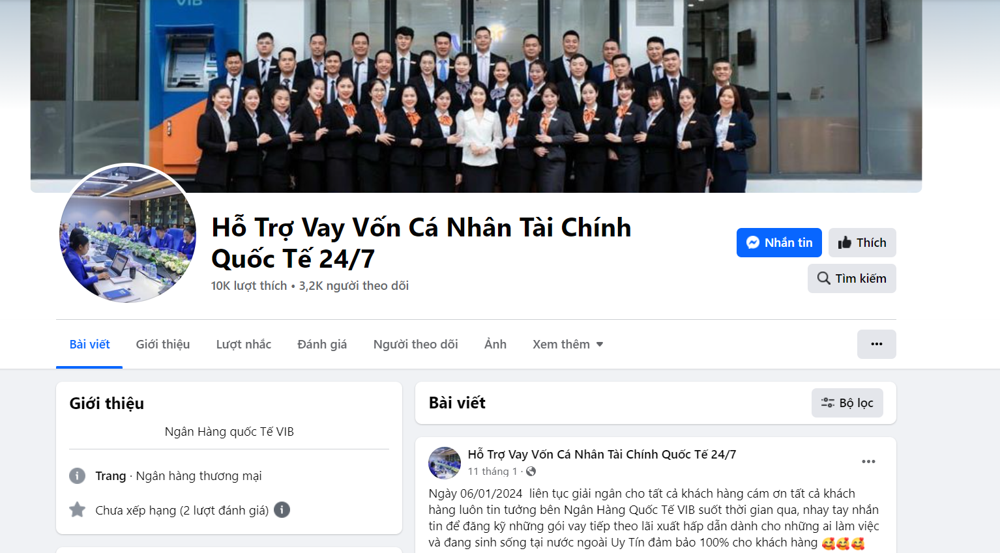 VIB
Hỗ Trợ Vay Vốn Cá Nhân Tài Chính
Quốc Tế 24/7
10K lượt thích • 3,2K người theo dõi
Nhắn tin
Thích
Tìm kiếm
Bài viết
Giới thiệu
Lượt nhắc
Đánh giá
Người theo dõi
Ảnh
Xem thêm
Giới thiệu
Ngân Hàng quốc Tế VIB
Trang · Ngân hàng thương mại
Chưa xếp hạng (2 lượt đánh giá)
Bài viết
Bộ lọc
Hỗ Trợ Vay Vốn Cá Nhân Tài Chính Quốc Tế 24/7
11 tháng 1 ·
Ngày 06/01/2024 liên tục giải ngân cho tất cả khách hàng cám ơn tất cả khách
hàng luôn tin tưởng bên Ngân Hàng Quốc Tế VIB suốt thời gian qua, nhay tay nhắn
tin để đăng kỹ những gói vay tiếp theo lãi xuất hấp dẫn dành cho những ai làm việc
và đang sinh sống tại nước ngoài Uy Tín đảm bảo 100% cho khách hàng 🥰🥰🥰